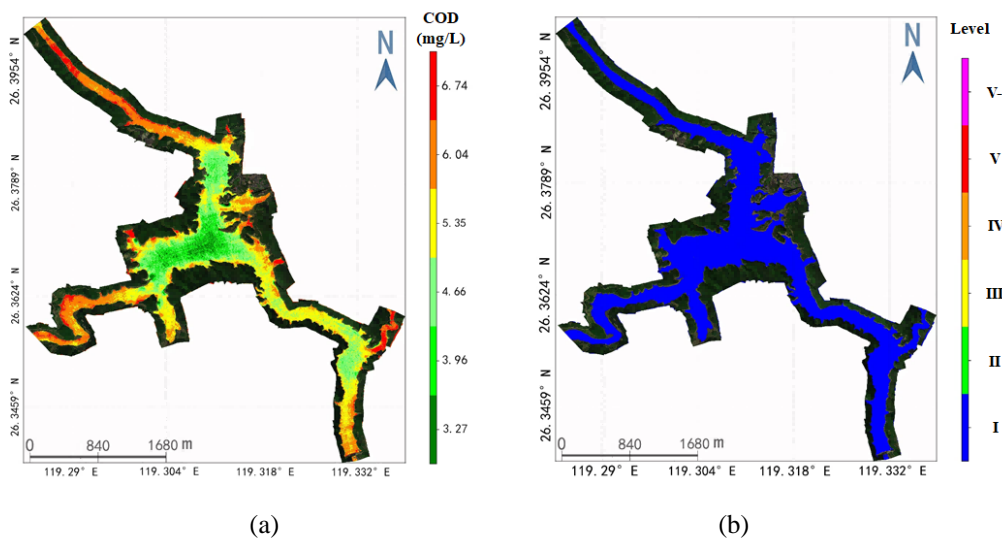 COD
(mg/L)
N
26.3954° N
26.3789° N
26.3624° N
26.3459° N
6.74
6.04
5.35
4.66
3.96
3.27
0 840 1680 m
119.29° E 119.304° E 119.318° E 119.332° E
(a)
Level
N
26.3954° N
26.3789° N
26.3624° N
26.3459° N
V-
V
IV
III
II
I
0 840 1680 m
119.29° E 119.304° E 119.318° E 119.332° E
(b)